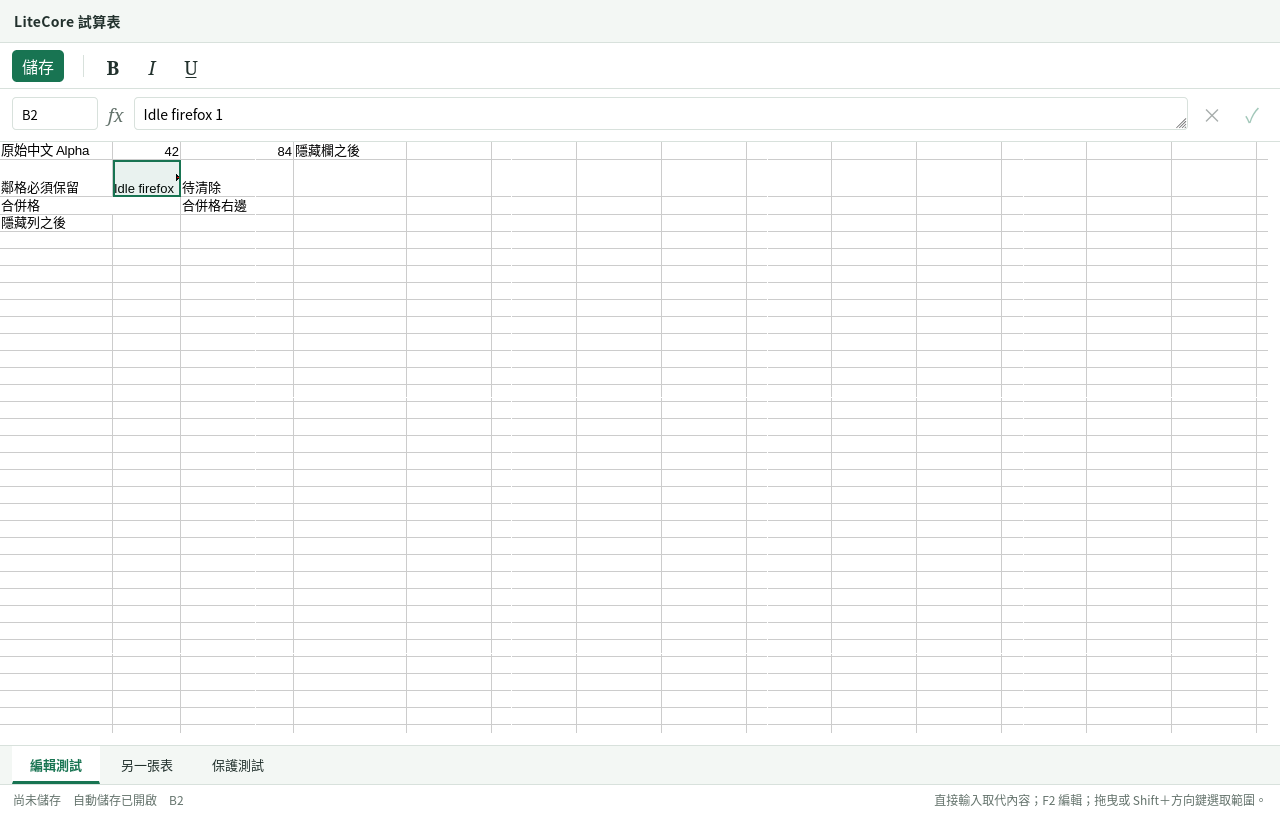 LiteCore 試算表
儲存 B I U
B2 fx Idle firefox 1
原始中文 Alpha 42 84 隱藏欄之後
鄰格必須保留 Idle firefox 待清除
合併格 合併格右邊
隱藏列之後
編輯測試 另一張表 保護測試
尚未儲存 自動儲存已開啟 B2 直接輸入取代內容；F2 編輯；拖曳或 Shift＋方向鍵選取範圍。